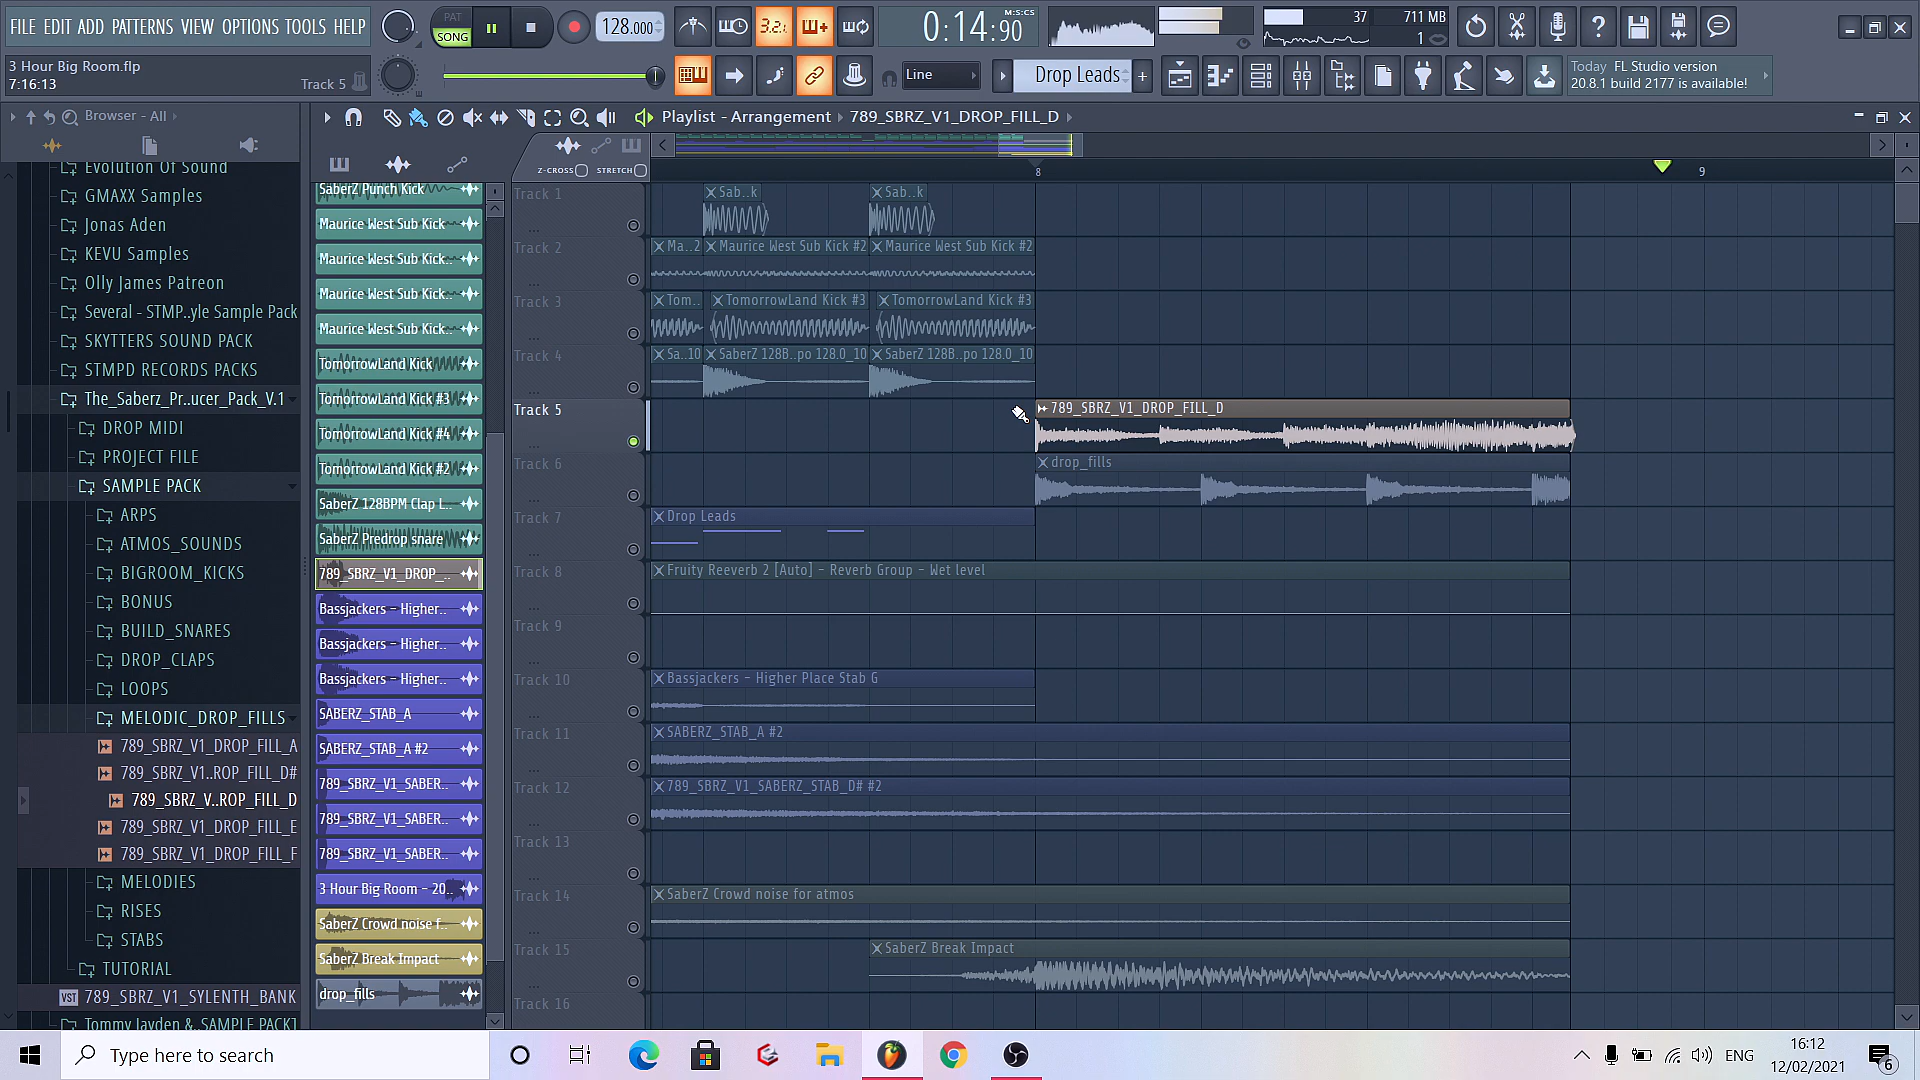 FILE EDIT ADD PATTERNS VIEW OPTIONS TOOLS HELP
PAT
SONG
128.000
3.2.1
0:14:90
M:S:CS
37
711 MB
1
3 Hour Big Room.flp
7:16:13
Track 5
Line
Drop Leads
Today FL Studio version
20.8.1 build 2177 is available!
Browser - All
Playlist - Arrangement › 789_SBRZ_V1_DROP_FILL_D
Z-CROSS
STRETCH
8
9
Evolution Of Sound
GMAXX Samples
Jonas Aden
KEVU Samples
Olly James Patreon
Several - STMP..yle Sample Pack
SKYTTERS SOUND PACK
STMPD RECORDS PACKS
The_Saberz_Pr..ucer_Pack_V.1
DROP MIDI
PROJECT FILE
SAMPLE PACK
ARPS
ATMOS_SOUNDS
BIGROOM_KICKS
BONUS
BUILD_SNARES
DROP_CLAPS
LOOPS
MELODIC_DROP_FILLS
789_SBRZ_V1_DROP_FILL_A
789_SBRZ_V1..ROP_FILL_D#
789_SBRZ_V..ROP_FILL_D
789_SBRZ_V1_DROP_FILL_E
789_SBRZ_V1_DROP_FILL_F
MELODIES
RISES
STABS
TUTORIAL
789_SBRZ_V1_SYLENTH_BANK
Tommy Jayden &..SAMPLE PACK]
SaberZ Punch Kick
Maurice West Sub Kick
Maurice West Sub Kick..
Maurice West Sub Kick..
Maurice West Sub Kick..
TomorrowLand Kick
TomorrowLand Kick #3
TomorrowLand Kick #4
TomorrowLand Kick #2
SaberZ 128BPM Clap L..
SaberZ Predrop snare
789_SBRZ_V1_DROP_..
Bassjackers - Higher..
Bassjackers - Higher..
Bassjackers - Higher..
SABERZ_STAB_A
SABERZ_STAB_A #2
789_SBRZ_V1_SABER..
789_SBRZ_V1_SABER..
789_SBRZ_V1_SABER..
3 Hour Big Room - 20..
SaberZ Crowd noise f..
SaberZ Break Impact
drop_fills
Track 1
Sab..k
Sab..k
Track 2
Ma..2
Maurice West Sub Kick #2
Maurice West Sub Kick #2
Track 3
Tom..
TomorrowLand Kick #3
TomorrowLand Kick #3
Track 4
Sa..10
SaberZ 128B..po 128.0_10
SaberZ 128B..po 128.0_10
Track 5
789_SBRZ_V1_DROP_FILL_D
Track 6
drop_fills
Track 7
Drop Leads
Track 8
Fruity Reeverb 2 [Auto] - Reverb Group - Wet level
Track 9
Track 10
Bassjackers - Higher Place Stab G
Track 11
SABERZ_STAB_A #2
Track 12
789_SBRZ_V1_SABERZ_STAB_D# #2
Track 13
Track 14
SaberZ Crowd noise for atmos
Track 15
SaberZ Break Impact
Track 16
Type here to search
ENG
16:12
12/02/2021
6